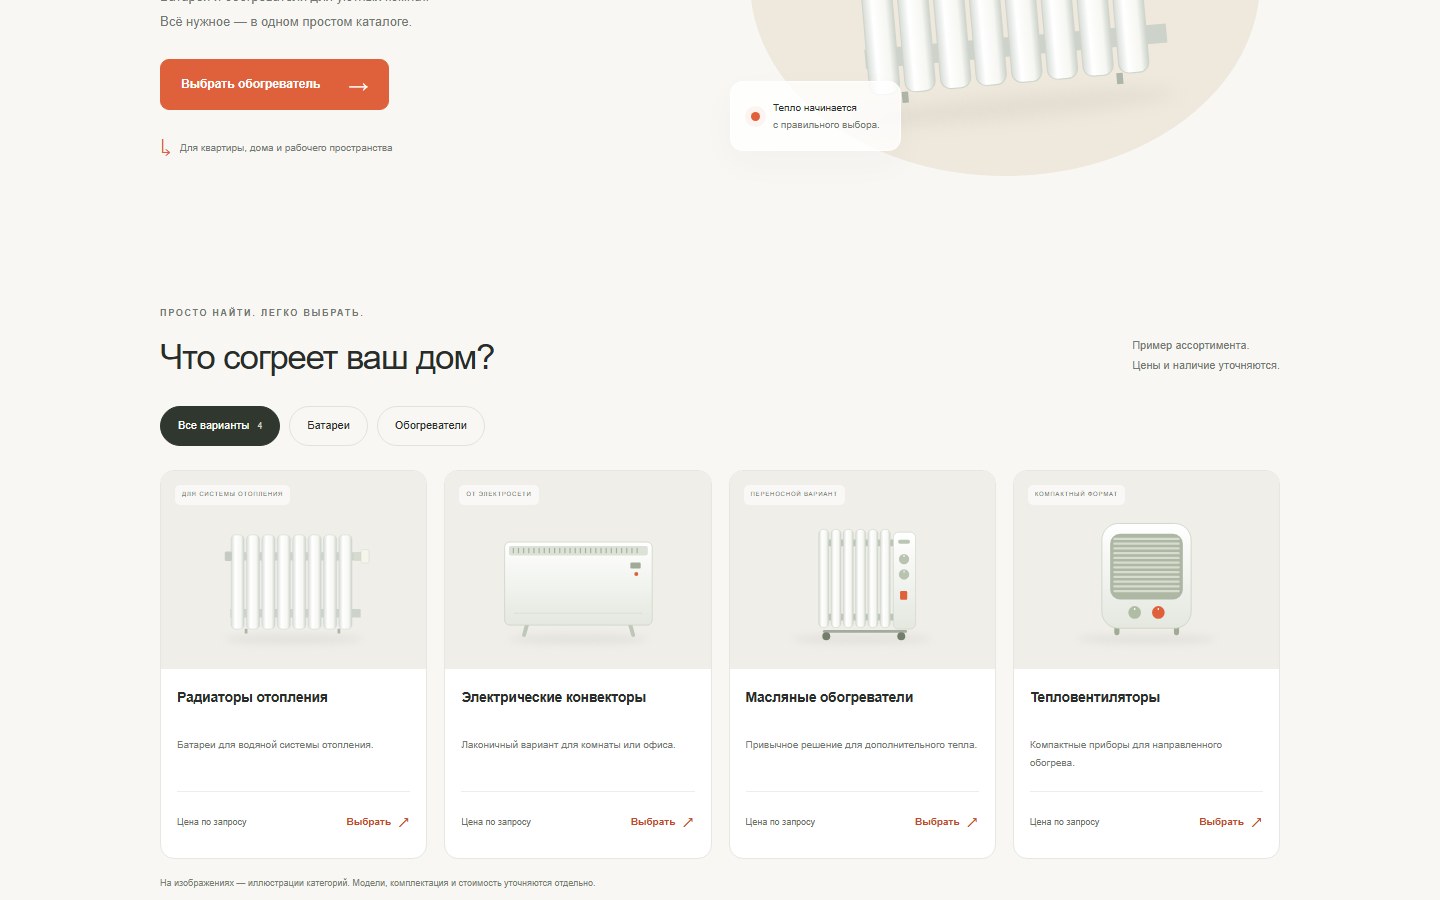 Всё нужное — в одном простом каталоге.
Выбрать обогреватель →
Тепло начинается
с правильного выбора.
Для квартиры, дома и рабочего пространства
ПРОСТО НАЙТИ. ЛЕГКО ВЫБРАТЬ.
Что согреет ваш дом?
Пример ассортимента.
Цены и наличие уточняются.
Все варианты 4
Батареи
Обогреватели
ДЛЯ СИСТЕМЫ ОТОПЛЕНИЯ
Радиаторы отопления
Батареи для водяной системы отопления.
Цена по запросу
Выбрать ↗
ОТ ЭЛЕКТРОСЕТИ
Электрические конвекторы
Лаконичный вариант для комнаты или офиса.
Цена по запросу
Выбрать ↗
ПЕРЕНОСНОЙ ВАРИАНТ
Масляные обогреватели
Привычное решение для дополнительного тепла.
Цена по запросу
Выбрать ↗
КОМПАКТНЫЙ ФОРМАТ
Тепловентиляторы
Компактные приборы для направленного
обогрева.
Цена по запросу
Выбрать ↗
На изображениях — иллюстрации категорий. Модели, комплектация и стоимость уточняются отдельно.